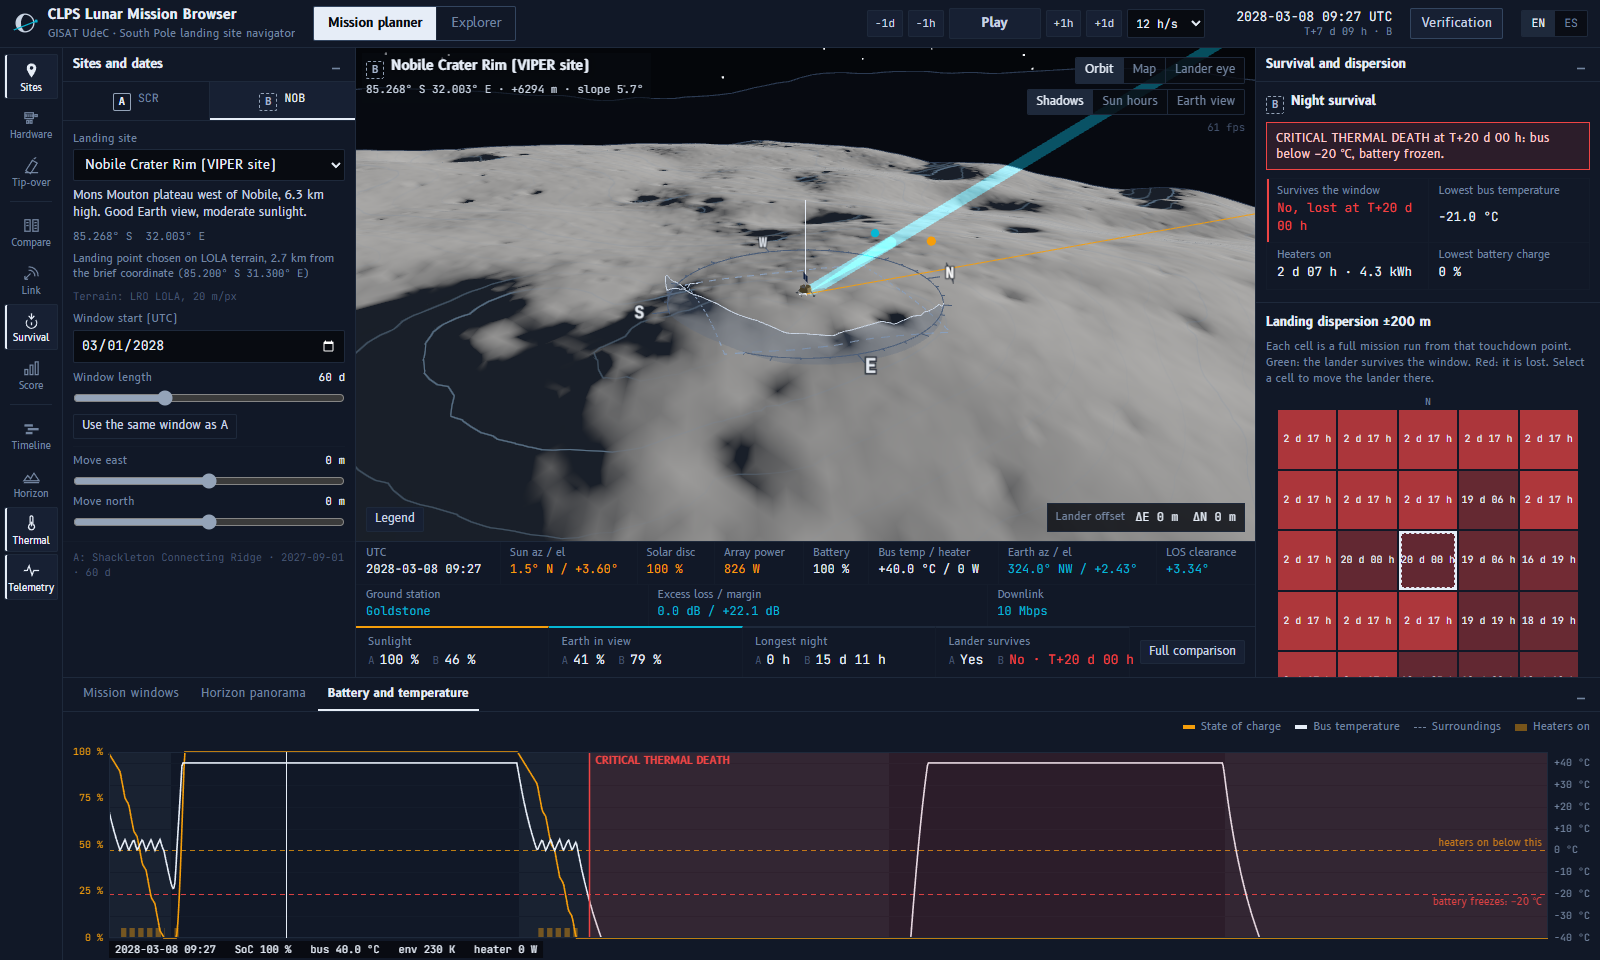 CLPS Lunar Mission Browser
GISAT UdeC · South Pole landing site navigator
Mission planner
Explorer
-1d
-1h
Play
+1h
+1d
12 h/s
2028-03-08 09:27 UTC
T+7 d 09 h · B
Verification
EN
ES
Sites
Hardware
Tip-over
Compare
Link
Survival
Score
Timeline
Horizon
Thermal
Telemetry
Sites and dates
A SCR
B NOB
Landing site
Nobile Crater Rim (VIPER site)
Mons Mouton plateau west of Nobile, 6.3 km
high. Good Earth view, moderate sunlight.
85.268° S 32.003° E
Landing point chosen on LOLA terrain, 2.7 km from
the brief coordinate (85.200° S 31.300° E)
Terrain: LRO LOLA, 20 m/px
Window start (UTC)
03/01/2028
Window length 60 d
Use the same window as A
Move east 0 m
Move north 0 m
A: Shackleton Connecting Ridge · 2027-09-01
· 60 d
B Nobile Crater Rim (VIPER site)
85.268° S 32.003° E · +6294 m · slope 5.7°
Orbit
Map
Lander eye
Shadows
Sun hours
Earth view
61 fps
W
N
S
E
Legend
Lander offset ΔE 0 m ΔN 0 m
UTC
2028-03-08 09:27
Sun az / el
1.5° N / +3.60°
Solar disc
100 %
Array power
826 W
Battery
100 %
Bus temp / heater
+40.0 °C / 0 W
Earth az / el
324.0° NW / +2.43°
LOS clearance
+3.34°
Ground station
Goldstone
Excess loss / margin
0.0 dB / +22.1 dB
Downlink
10 Mbps
Sunlight
A 100 % B 46 %
Earth in view
A 41 % B 79 %
Longest night
A 0 h B 15 d 11 h
Lander survives
A Yes B No · T+20 d 00 h
Full comparison
Survival and dispersion
B Night survival
CRITICAL THERMAL DEATH at T+20 d 00 h: bus
below −20 °C, battery frozen.
Survives the window
No, lost at T+20 d
00 h
Lowest bus temperature
-21.0 °C
Heaters on
2 d 07 h · 4.3 kWh
Lowest battery charge
0 %
Landing dispersion ±200 m
Each cell is a full mission run from that touchdown point.
Green: the lander survives the window. Red: it is lost. Select
a cell to move the lander there.
N
2 d 17 h 2 d 17 h 2 d 17 h 2 d 17 h 2 d 17 h
2 d 17 h 2 d 17 h 2 d 17 h 19 d 06 h 2 d 17 h
2 d 17 h 20 d 00 h 20 d 00 h 19 d 06 h 16 d 19 h
2 d 17 h 2 d 17 h 2 d 17 h 19 d 19 h 18 d 19 h
Mission windows
Horizon panorama
Battery and temperature
State of charge
Bus temperature
Surroundings
Heaters on
100 %
75 %
50 %
25 %
0 %
CRITICAL THERMAL DEATH
heaters on below this
battery freezes: −20 °C
+40 °C
+30 °C
+20 °C
+10 °C
0 °C
-10 °C
-20 °C
-30 °C
-40 °C
2028-03-08 09:27 SoC 100 % bus 40.0 °C env 230 K heater 0 W